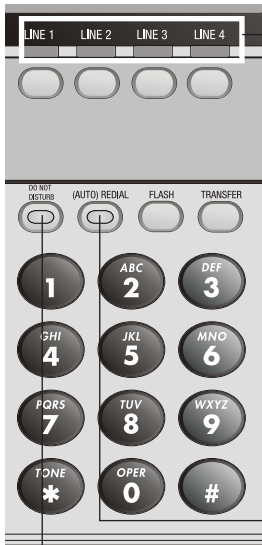 LINE 1 LINE 2 LINE 3 LINE 4
DO NOT
DISTURB
(AUTO) REDIAL FLASH TRANSFER
1
ABC
2
DEF
3
GHI
4
JKL
5
MNO
6
PQRS
7
TUV
8
WXYZ
9
TONE
*
OPER
0
#